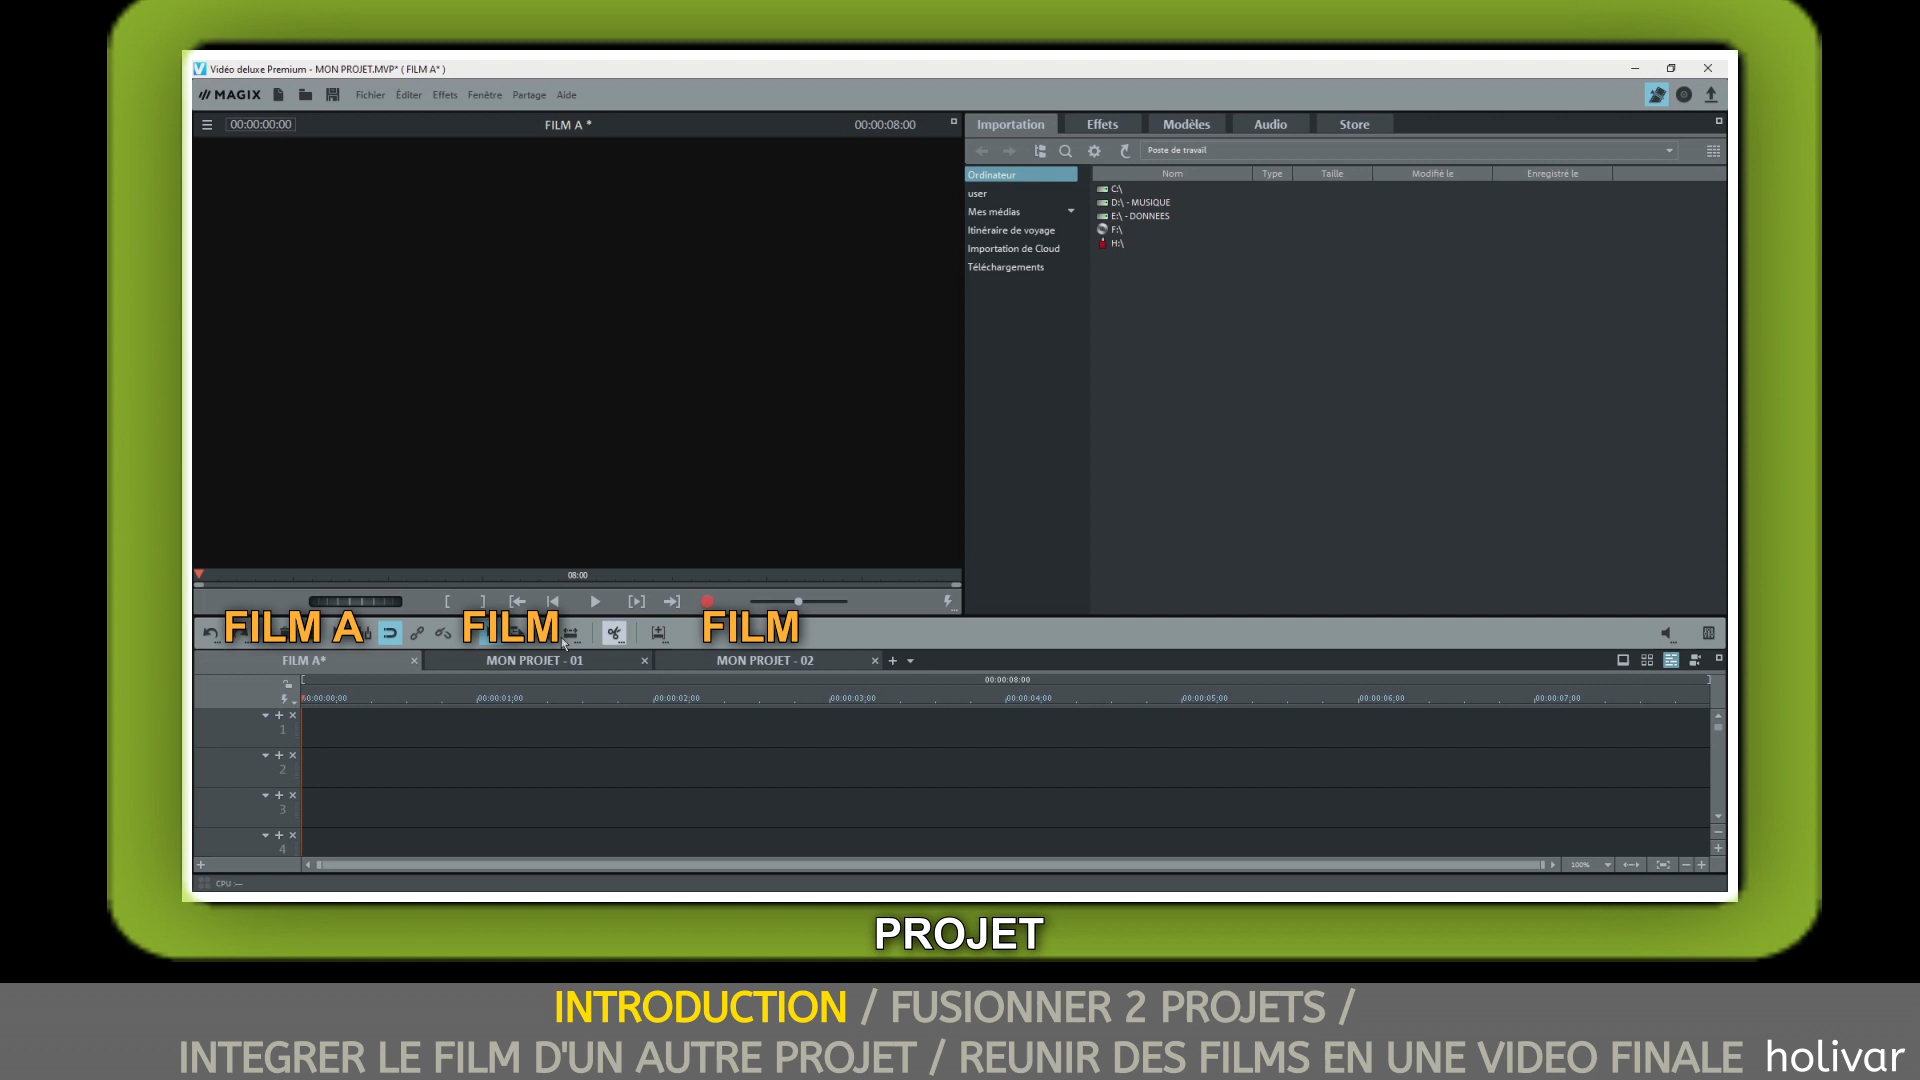 Vidéo deluxe Premium - MON PROJET.MVP* ( FILM A* )
MAGIX Fichier Éditer Effets Fenêtre Partage Aide
00:00:00:00 FILM A * 00:00:08:00
Importation Effets Modèles Audio Store
Poste de travail
Ordinateur
user
Mes médias
Itinéraire de voyage
Importation de Cloud
Téléchargements
Nom Type Taille Modifié le Enregistré le
C:\
D:\ - MUSIQUE
E:\ - DONNEES
F:\
H:\
08:00
FILM A FILM FILM
FILM A* MON PROJET - 01 MON PROJET - 02
00:00:08:00
00:00:00;00 00:00:01;00 00:00:02;00 00:00:03;00 00:00:04;00 00:00:05;00 00:00:06;00 00:00:07;00
1
2
3
4
100%
CPU :—
PROJET
INTRODUCTION / FUSIONNER 2 PROJETS /
INTEGRER LE FILM D'UN AUTRE PROJET / REUNIR DES FILMS EN UNE VIDEO FINALE
holivar